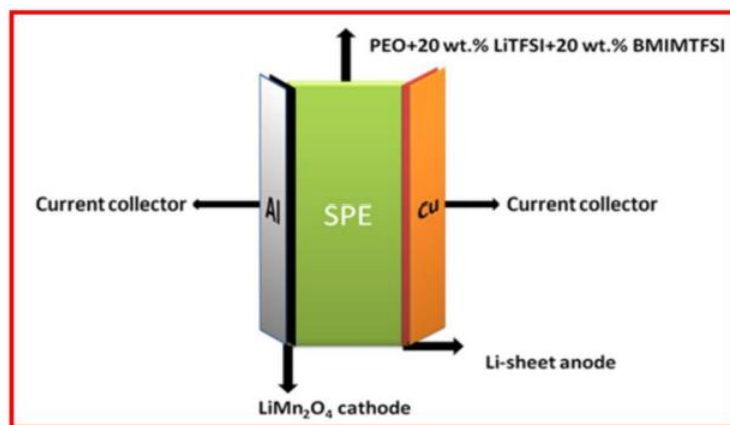 PEO+20 wt.% LiTFSI+20 wt.% BMIMTFSI
Current collector
Al
SPE
Cu
Current collector
Li-sheet anode
LiMn₂O₄ cathode